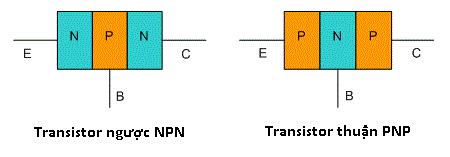 N P N
E C
B
Transistor ngược NPN
P N P
E C
B
Transistor thuận PNP